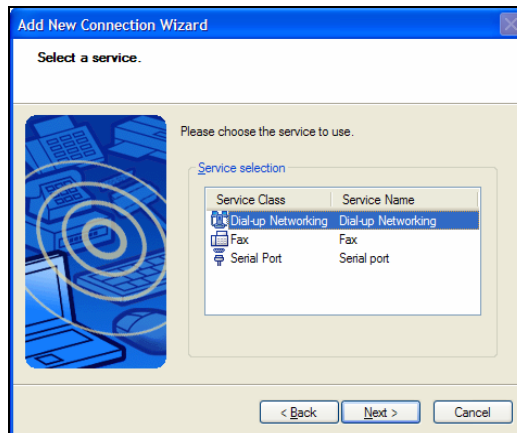 Add New Connection Wizard
Select a service.
Please choose the service to use.
Service selection
Service Class Service Name
Dial-up Networking Dial-up Networking
Fax Fax
Serial Port Serial port
< Back Next > Cancel